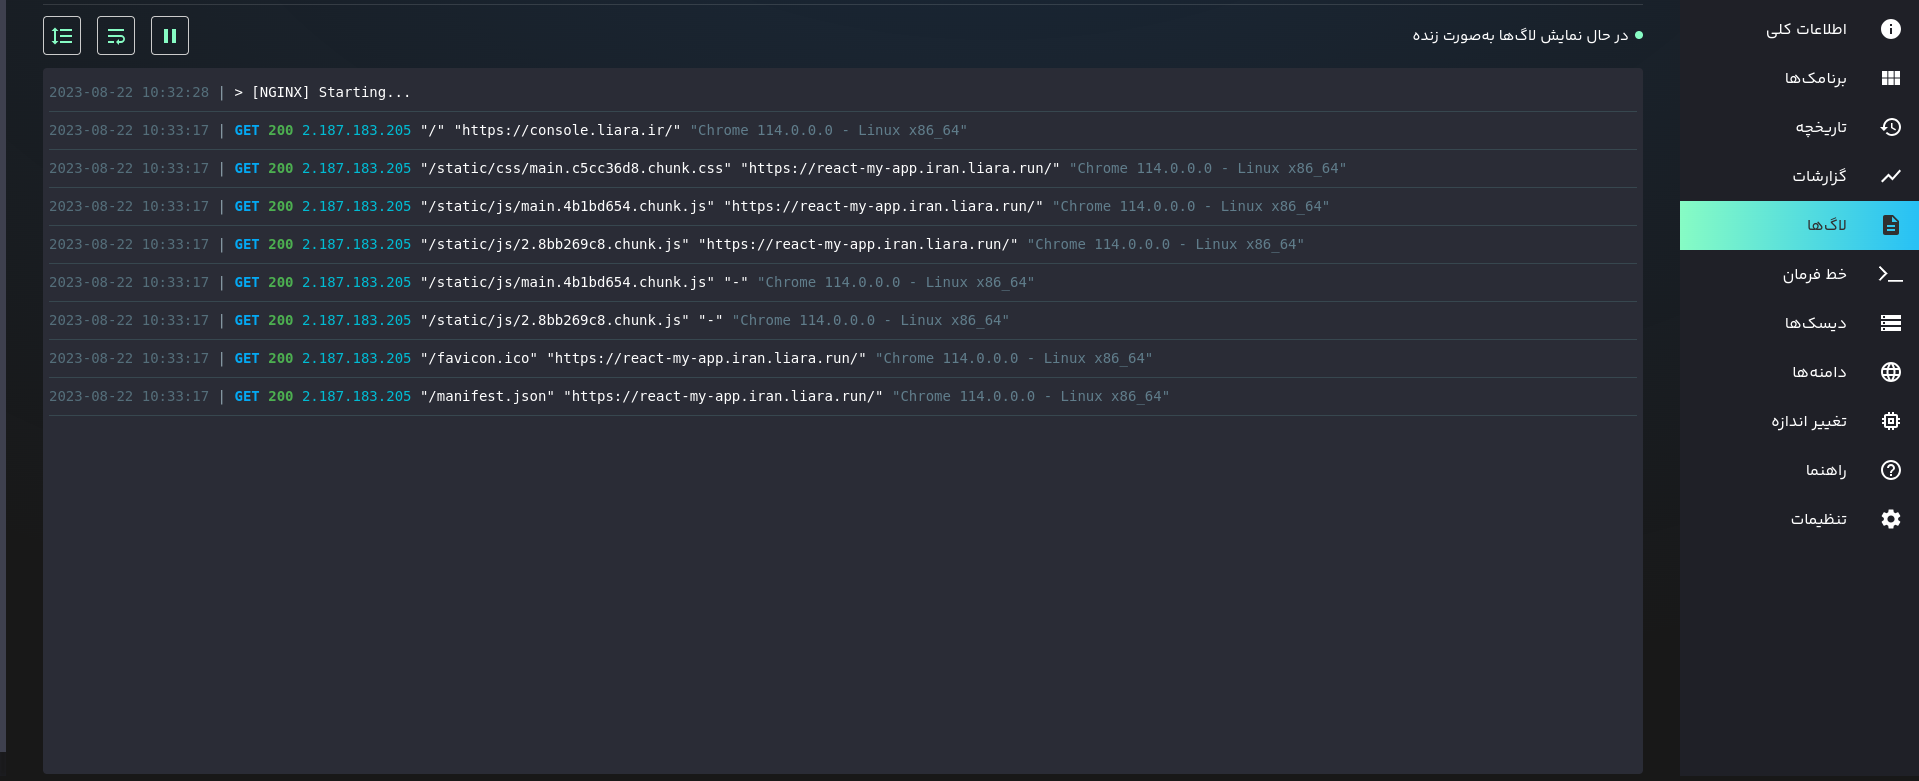 در حال نمایش لاگ‌ها به‌صورت زنده
2023-08-22 10:32:28 | > [NGINX] Starting...
2023-08-22 10:33:17 | GET 200 2.187.183.205 "/" "https://console.liara.ir/" "Chrome 114.0.0.0 - Linux x86_64"
2023-08-22 10:33:17 | GET 200 2.187.183.205 "/static/css/main.c5cc36d8.chunk.css" "https://react-my-app.iran.liara.run/" "Chrome 114.0.0.0 - Linux x86_64"
2023-08-22 10:33:17 | GET 200 2.187.183.205 "/static/js/main.4b1bd654.chunk.js" "https://react-my-app.iran.liara.run/" "Chrome 114.0.0.0 - Linux x86_64"
2023-08-22 10:33:17 | GET 200 2.187.183.205 "/static/js/2.8bb269c8.chunk.js" "https://react-my-app.iran.liara.run/" "Chrome 114.0.0.0 - Linux x86_64"
2023-08-22 10:33:17 | GET 200 2.187.183.205 "/static/js/main.4b1bd654.chunk.js" "-" "Chrome 114.0.0.0 - Linux x86_64"
2023-08-22 10:33:17 | GET 200 2.187.183.205 "/static/js/2.8bb269c8.chunk.js" "-" "Chrome 114.0.0.0 - Linux x86_64"
2023-08-22 10:33:17 | GET 200 2.187.183.205 "/favicon.ico" "https://react-my-app.iran.liara.run/" "Chrome 114.0.0.0 - Linux x86_64"
2023-08-22 10:33:17 | GET 200 2.187.183.205 "/manifest.json" "https://react-my-app.iran.liara.run/" "Chrome 114.0.0.0 - Linux x86_64"
اطلاعات کلی
برنامک‌ها
تاریخچه
گزارشات
لاگ‌ها
خط فرمان
دیسک‌ها
دامنه‌ها
تغییر اندازه
راهنما
تنظیمات